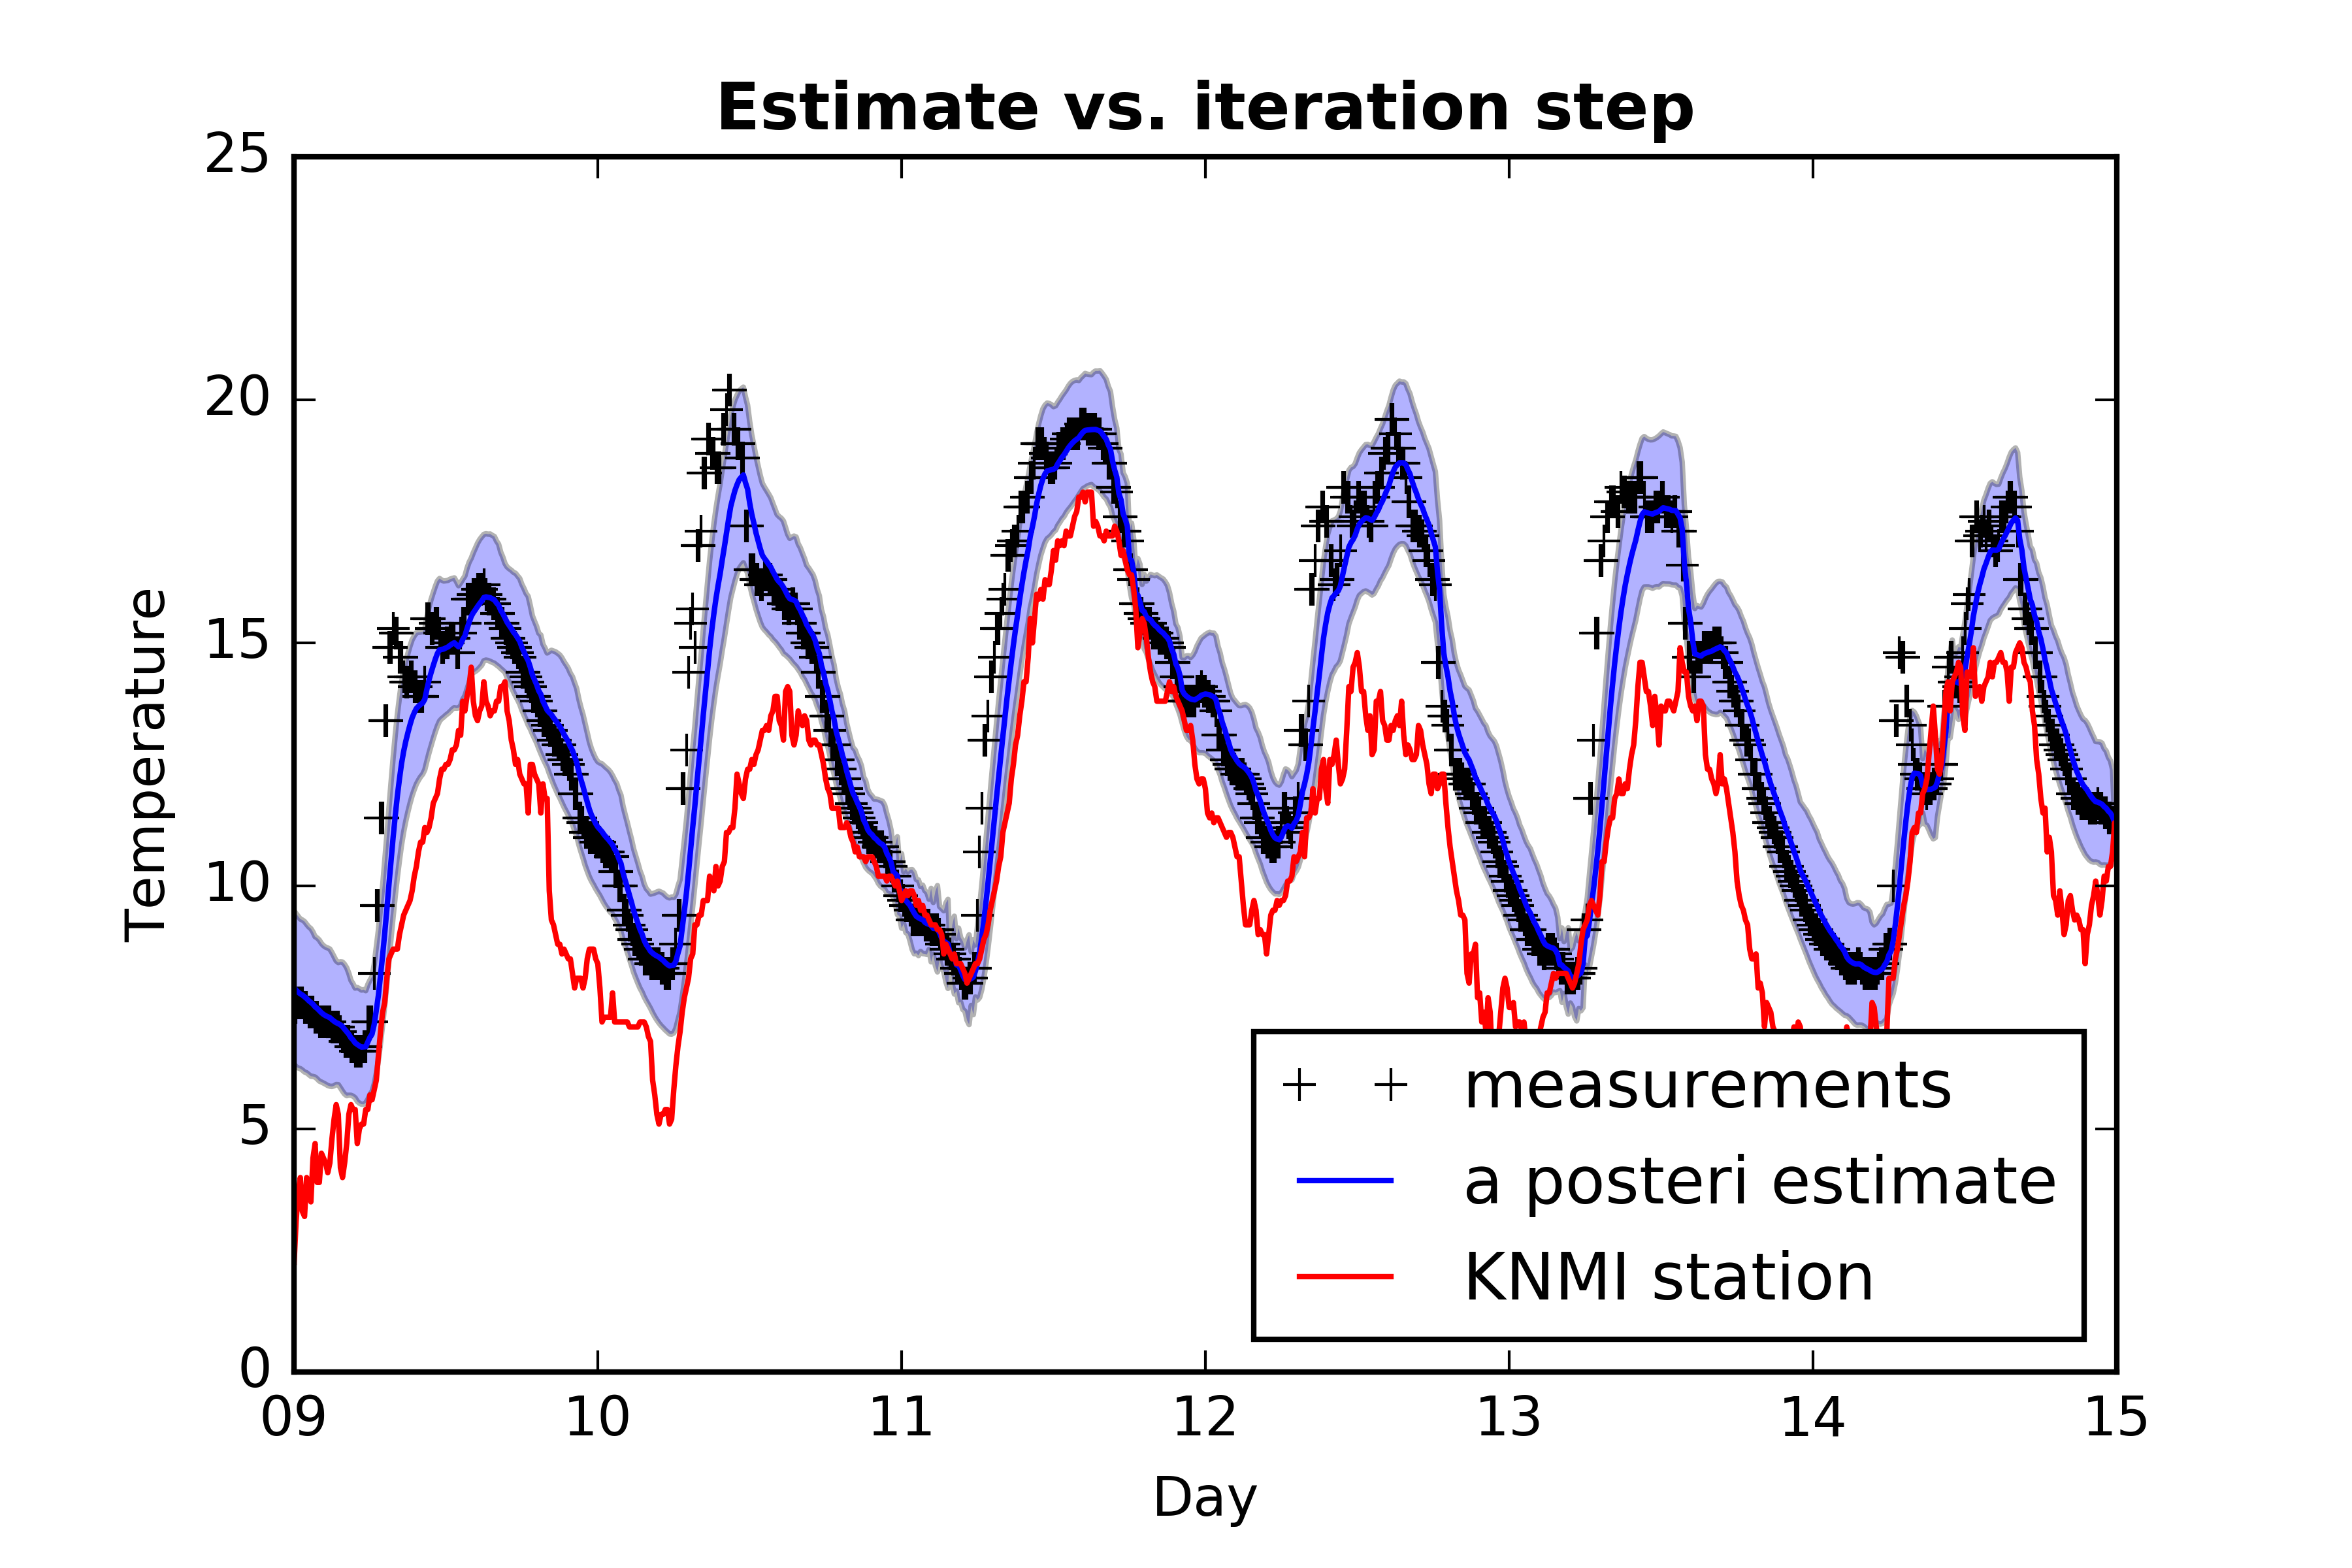 Estimate vs. iteration step
25
20
15
10
5
0
Temperature
09 10 11 12 13 14 15
Day
measurements
a posteri estimate
KNMI station